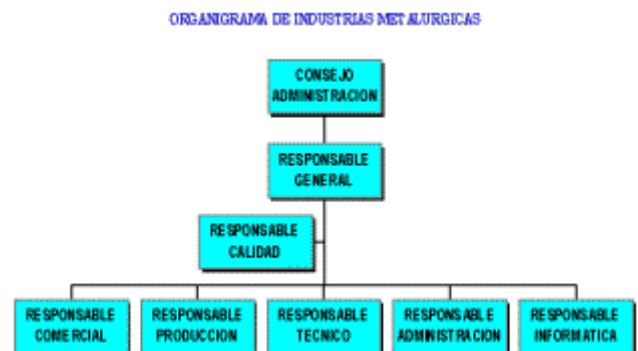 ORGANIGRAMA DE INDUSTRIAS METALURGICAS
CONSEJO
ADMINISTRACION
RESPONSABLE
GENERAL
RESPONSABLE
CALIDAD
RESPONSABLE
COMERCIAL
RESPONSABLE
PRODUCCION
RESPONSABLE
TECNICO
RESPONSABLE
ADMINISTRACION
RESPONSABLE
INFORMATICA